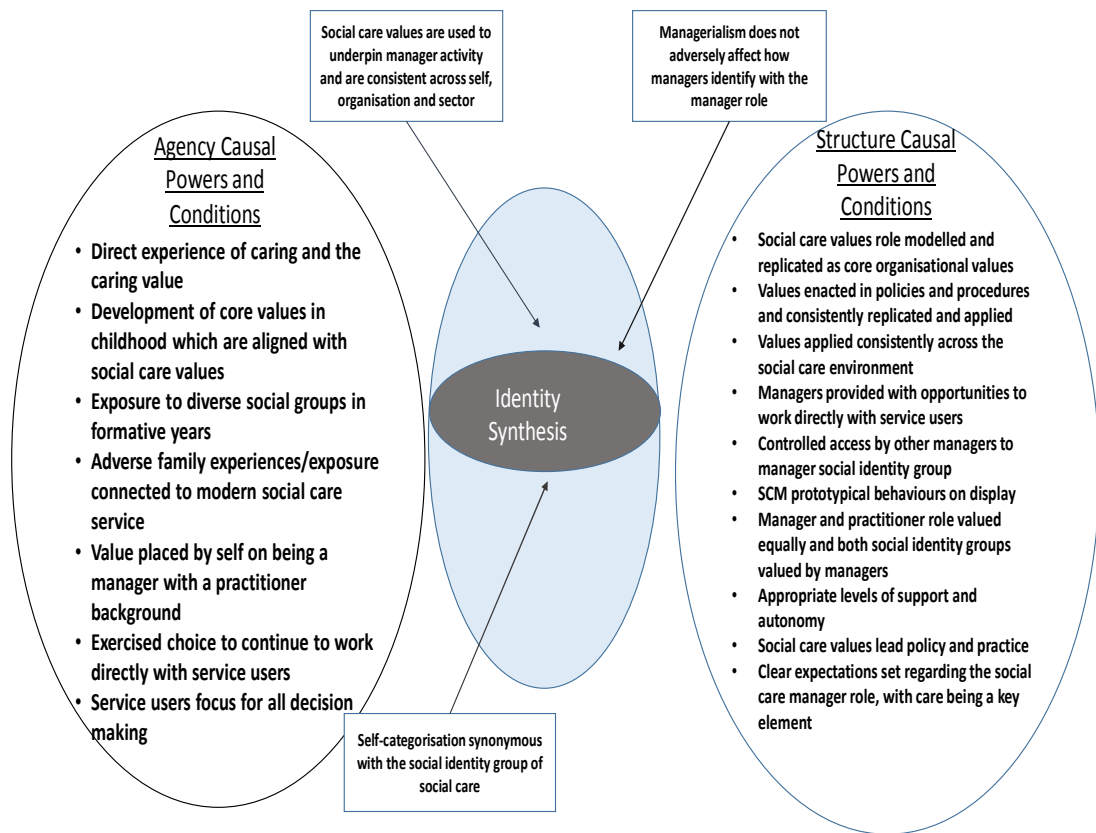 Social care values are used to
underpin manager activity
and are consistent across self,
organisation and sector
Managerialism does not
adversely affect how
managers identify with the
manager role
Agency Causal
Powers and
Conditions
• Direct experience of caring and the
caring value
• Development of core values in
childhood which are aligned with
social care values
• Exposure to diverse social groups in
formative years
• Adverse family experiences/exposure
connected to modern social care
service
• Value placed by self on being a
manager with a practitioner
background
• Exercised choice to continue to work
directly with service users
• Service users focus for all decision
making
Identity
Synthesis
Structure Causal
Powers and
Conditions
• Social care values role modelled and
replicated as core organisational values
• Values enacted in policies and procedures
and consistently replicated and applied
• Values applied consistently across the
social care environment
• Managers provided with opportunities to
work directly with service users
• Controlled access by other managers to
manager social identity group
• SCM prototypical behaviours on display
• Manager and practitioner role valued
equally and both social identity groups
valued by managers
• Appropriate levels of support and
autonomy
• Social care values lead policy and practice
• Clear expectations set regarding the social
care manager role, with care being a key
element
Self-categorisation synonymous
with the social identity group of
social care